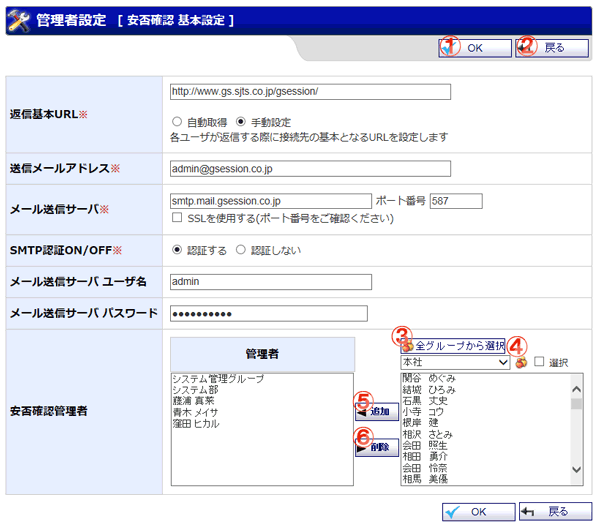 管理者設定 [ 安否確認 基本設定 ]
① OK ② 戻る
返信基本URL※
http://www.gs.sjts.co.jp/gsession/
自動取得 手動設定
各ユーザが返信する際に接続先の基本となるURLを設定します
送信メールアドレス※
admin@gsession.co.jp
メール送信サーバ※
smtp.mail.gsession.co.jp ポート番号 587
SSLを使用する(ポート番号をご確認ください)
SMTP認証ON/OFF※
認証する 認証しない
メール送信サーバ ユーザ名
admin
メール送信サーバ パスワード
●●●●●●●●●●
安否確認管理者
管理者
システム管理グループ
システム部
藤浦 真菜
青木 メイサ
窪田 ヒカル
⑤ 追加
⑥ 削除
③ 全グループから選択
本社 ④ 選択
関谷 めぐみ
結城 ひろみ
石黒 丈史
小寺 コウ
根岸 建
相沢 さとみ
会田 照生
相田 勇介
会田 怜奈
相馬 美優
OK 戻る